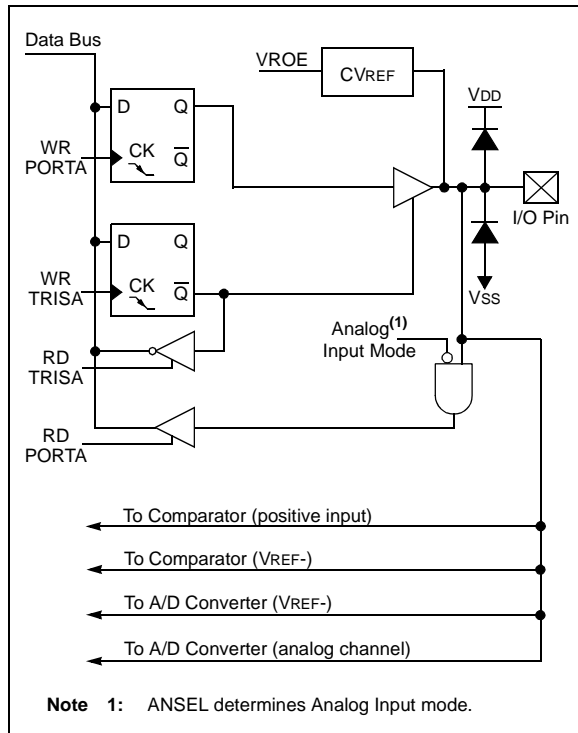 Data Bus
VROE
CVREF
VDD
D Q
WR
PORTA
CK Q
I/O Pin
D Q
WR
TRISA
CK Q
VSS
Analog(1)
Input Mode
RD
TRISA
RD
PORTA
To Comparator (positive input)
To Comparator (VREF-)
To A/D Converter (VREF-)
To A/D Converter (analog channel)
Note 1: ANSEL determines Analog Input mode.